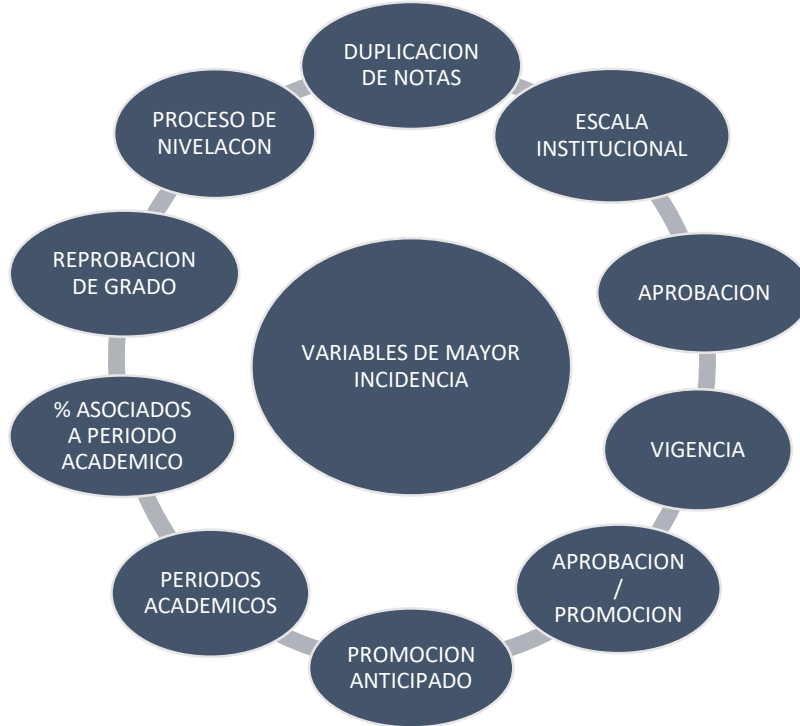 DUPLICACION
DE NOTAS
ESCALA
INSTITUCIONAL
APROBACION
VIGENCIA
APROBACION
/
PROMOCION
PROMOCION
ANTICIPADO
PERIODOS
ACADEMICOS
% ASOCIADOS
A PERIODO
ACADEMICO
REPROBACION
DE GRADO
PROCESO DE
NIVELACON
VARIABLES DE MAYOR
INCIDENCIA